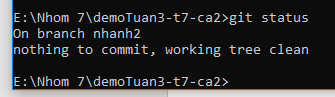 E:\Nhom 7\demoTuan3-t7-ca2>git status
On branch nhanh2
nothing to commit, working tree clean
E:\Nhom 7\demoTuan3-t7-ca2>